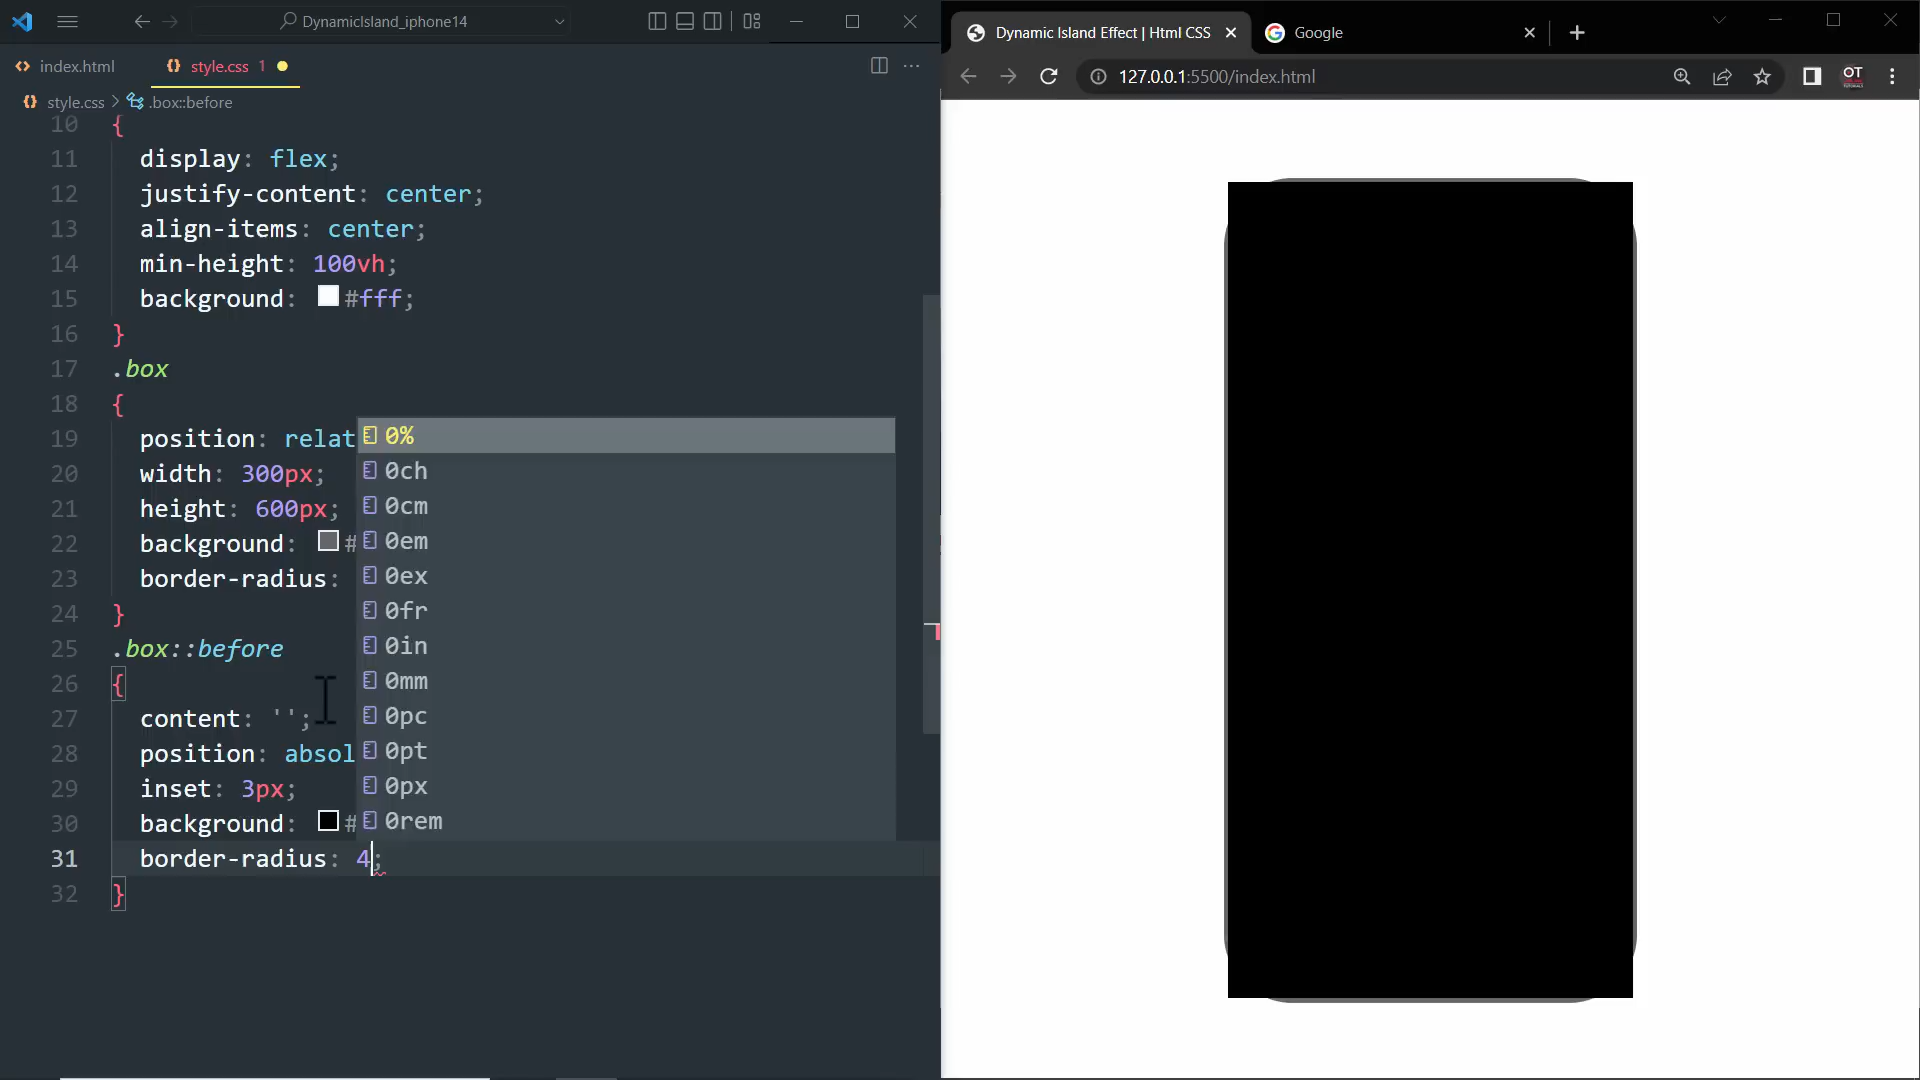 DynamicIsland_iphone14
index.html
style.css 1
style.css > .box::before
10 {
11 display: flex;
12 justify-content: center;
13 align-items: center;
14 min-height: 100vh;
15 background: #fff;
16 }
17 .box
18 {
19 position: relat
20 width: 300px;
21 height: 600px;
22 background: #
23 border-radius:
24 }
25 .box::before
26 {
27 content: '';
28 position: absol
29 inset: 3px;
30 background: #
31 border-radius: 4;
32 }
0%
0ch
0cm
0em
0ex
0fr
0in
0mm
0pc
0pt
0px
0rem
Dynamic Island Effect | Html CSS
Google
127.0.0.1:5500/index.html
OT